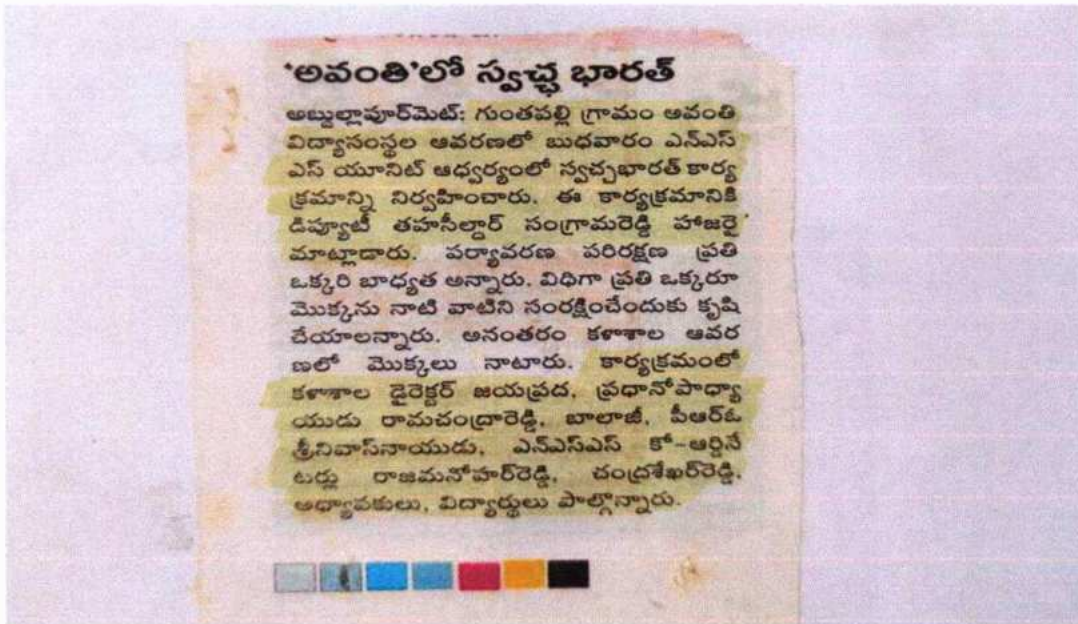 'అవంతి'లో స్వచ్ఛ భారత్
అబ్దుల్లాపూర్‌మెట్: గుంతపల్లి గ్రామం అవంతి
విద్యాసంస్థల ఆవరణలో బుధవారం ఎన్ఎస్
ఎస్ యూనిట్ ఆధ్వర్యంలో స్వచ్ఛభారత్ కార్య
క్రమాన్ని నిర్వహించారు. ఈ కార్యక్రమానికి
డిప్యూటీ తహసీల్దార్ సంగ్రామరెడ్డి హాజరై
మాట్లాడారు. పర్యావరణ పరిరక్షణ ప్రతి
ఒక్కరి బాధ్యత అన్నారు. విధిగా ప్రతి ఒక్కరూ
మొక్కను నాటి వాటిని సంరక్షించేందుకు కృషి
చేయాలన్నారు. అనంతరం కళాశాల ఆవర
ణలో మొక్కలు నాటారు. కార్యక్రమంలో
కళాశాల డైరెక్టర్ జయప్రద, ప్రధానోపాధ్యా
యుడు రామచంద్రారెడ్డి, బాలాజీ, పీఆర్ఓ
శ్రీనివాస్‌నాయుడు, ఎన్ఎస్ఎస్ కో-ఆర్డినే
టర్లు రాజమనోహర్‌రెడ్డి, చంద్రశేఖర్‌రెడ్డి,
అధ్యాపకులు, విద్యార్థులు పాల్గొన్నారు.